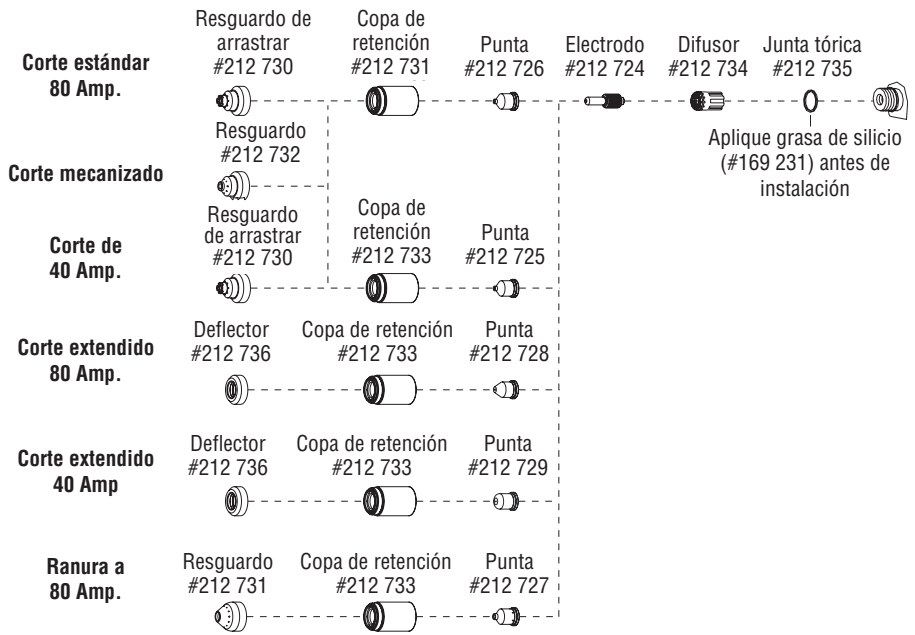 Corte estándar
80 Amp.
Resguardo de
arrastrar
#212 730
Copa de
retención
#212 731
Punta
#212 726
Electrodo
#212 724
Difusor
#212 734
Junta tórica
#212 735
Aplique grasa de silicio
(#169 231) antes de
instalación
Corte mecanizado
Resguardo
#212 732
Corte de
40 Amp.
Resguardo
de arrastrar
#212 730
Copa de
retención
#212 733
Punta
#212 725
Corte extendido
80 Amp.
Deflector
#212 736
Copa de retención
#212 733
Punta
#212 728
Corte extendido
40 Amp
Deflector
#212 736
Copa de retención
#212 733
Punta
#212 729
Ranura a
80 Amp.
Resguardo
#212 731
Copa de retención
#212 733
Punta
#212 727